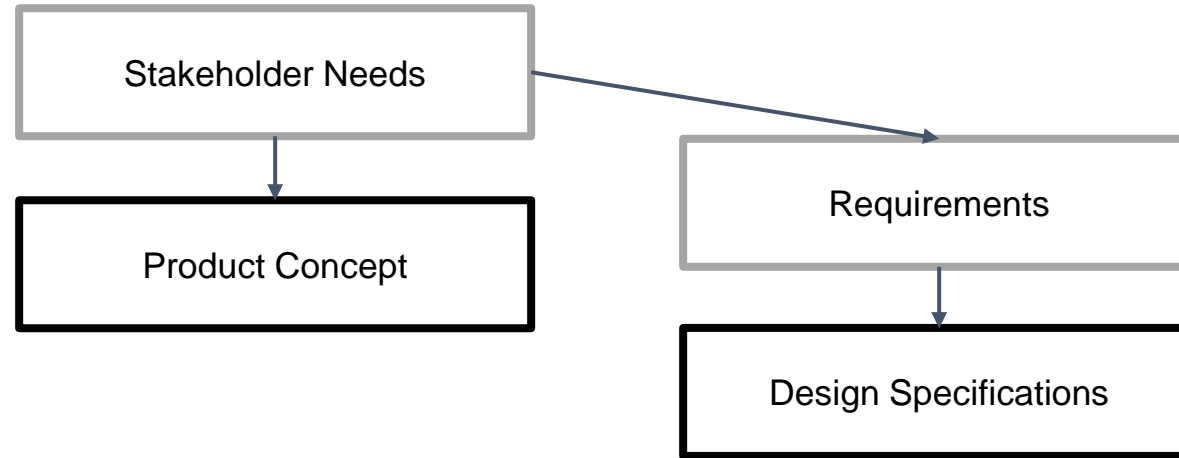 Stakeholder Needs
Product Concept
Requirements
Design Specifications